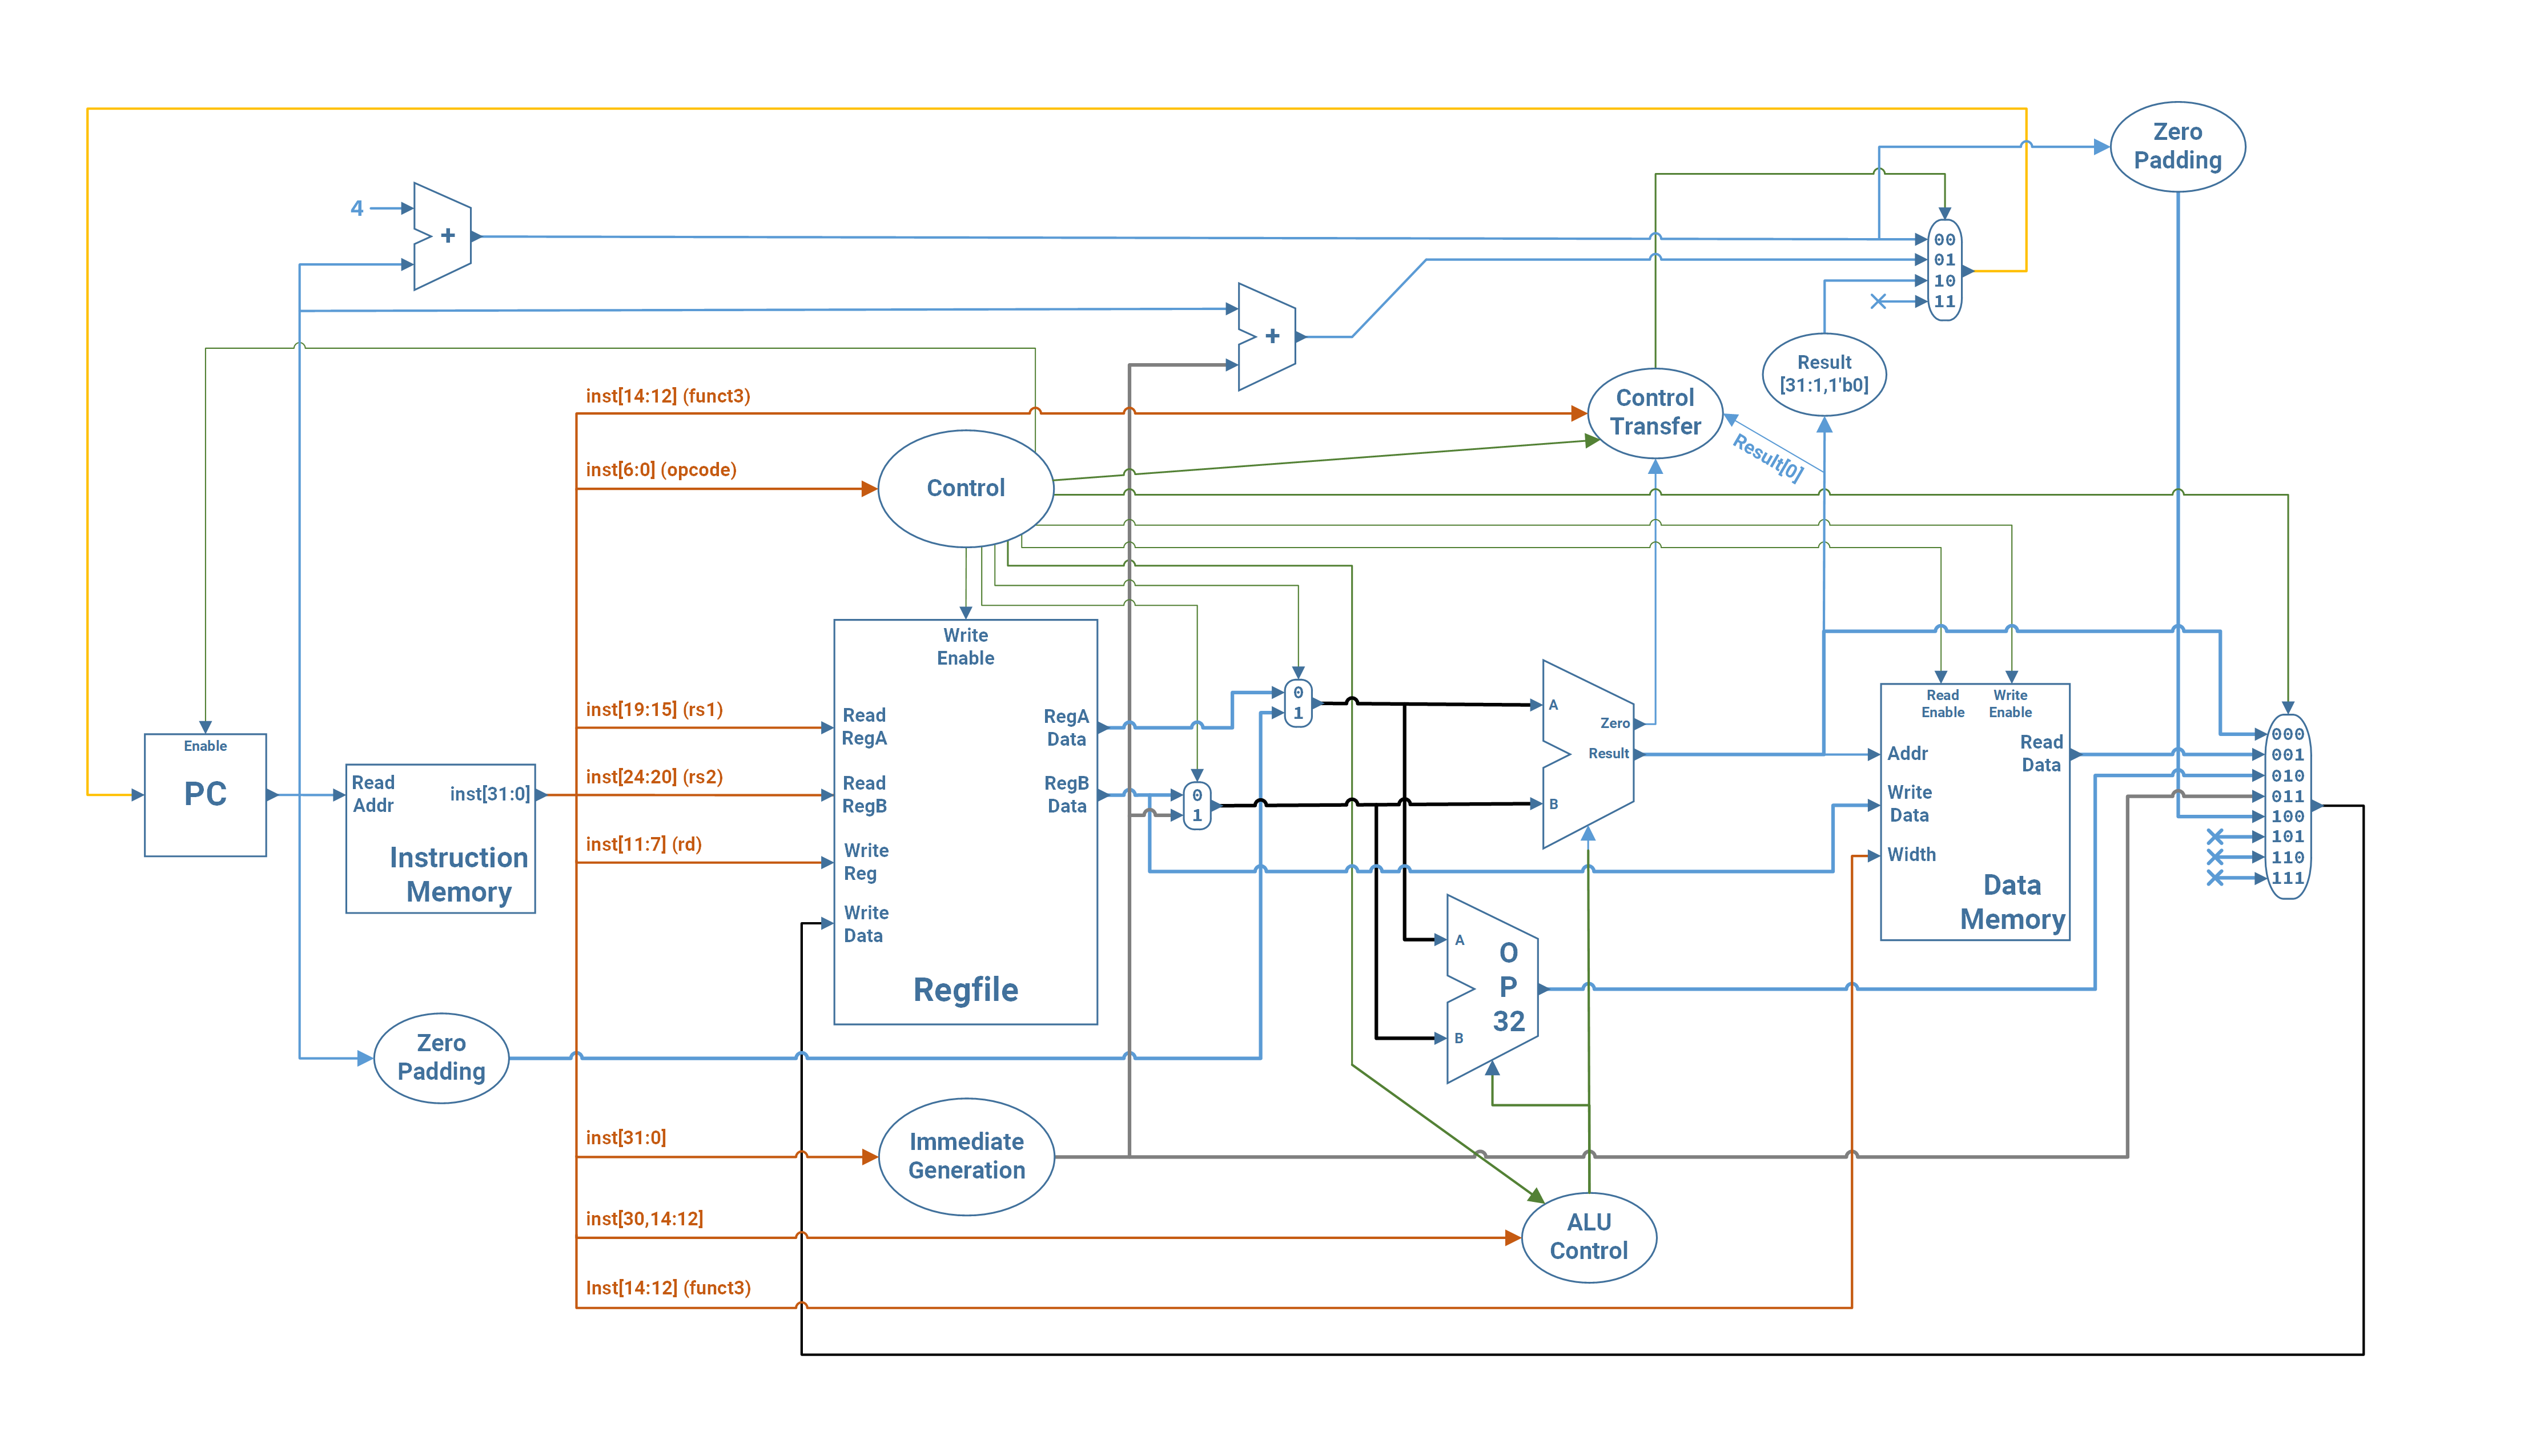 Zero
Padding
4
+
00
01
10
11
+
Result
[31:1,1'b0]
inst[14:12] (funct3)
Control
Transfer
Result[0]
inst[6:0] (opcode)
Control
Write
Enable
inst[19:15] (rs1)
Read
RegA
RegA
Data
0
1
A
Zero
Result
B
Read
Enable
Write
Enable
Addr
Read
Data
Write
Data
Width
Data
Memory
000
001
010
011
100
101
110
111
Enable
PC
Read
Addr
inst[31:0]
Instruction
Memory
inst[24:20] (rs2)
Read
RegB
RegB
Data
0
1
inst[11:7] (rd)
Write
Reg
Write
Data
Regfile
A
O
P
32
B
Zero
Padding
inst[31:0]
Immediate
Generation
inst[30,14:12]
ALU
Control
Inst[14:12] (funct3)